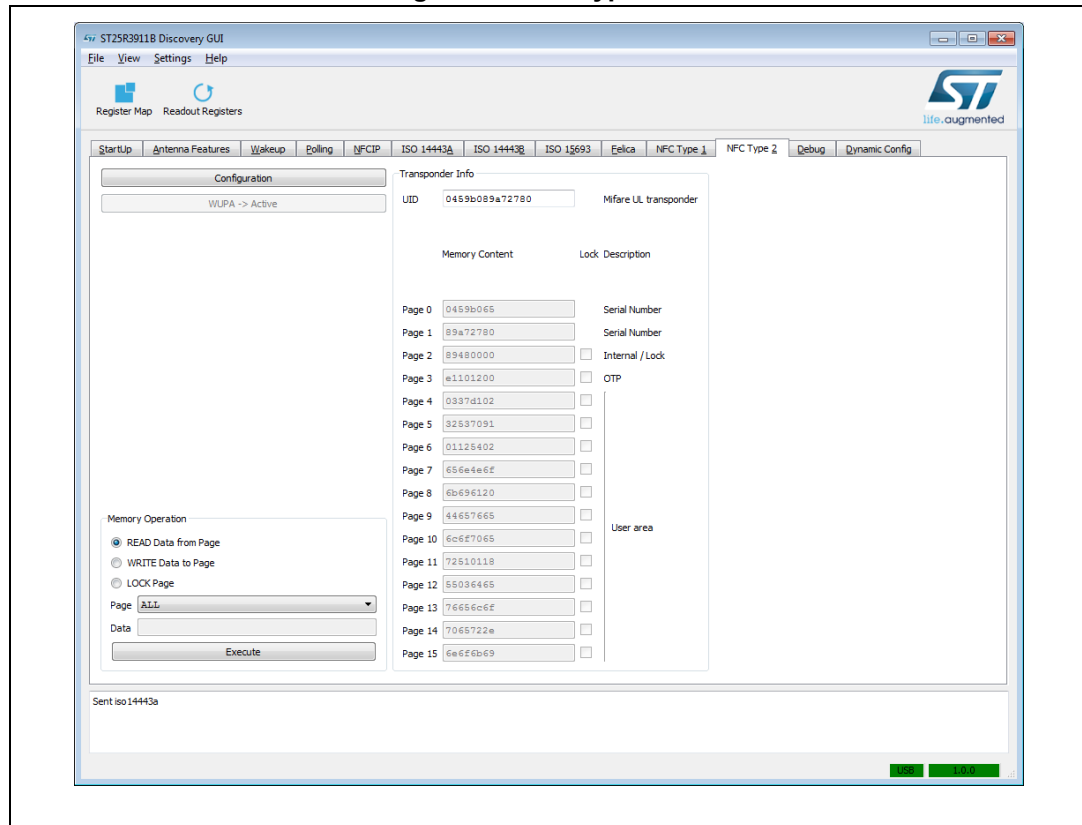 ST25R3911B Discovery GUI
File View Settings Help
Register Map Readout Registers
life.augmented
StartUp Antenna Features Wakeup Polling NFCIP ISO 14443A ISO 14443B ISO 15693 Felica NFC Type 1 NFC Type 2 Debug Dynamic Config
Configuration
WUPA -> Active
Transponder Info
UID 0459b089a72780 Mifare UL transponder
Memory Content Lock Description
Page 0 0459b065 Serial Number
Page 1 89a72780 Serial Number
Page 2 89480000 Internal / Lock
Page 3 e1101200 OTP
Page 4 0337d102
Page 5 32537091
Page 6 01125402
Page 7 656e4e6f
Page 8 6b696120
Page 9 44657665
User area
Page 10 6c6f7065
Page 11 72510118
Page 12 55036465
Page 13 76656c6f
Page 14 7065722e
Page 15 6e6f6b69
Memory Operation
READ Data from Page
WRITE Data to Page
LOCK Page
Page ALL
Data
Execute
Sent iso14443a
USB 1.0.0